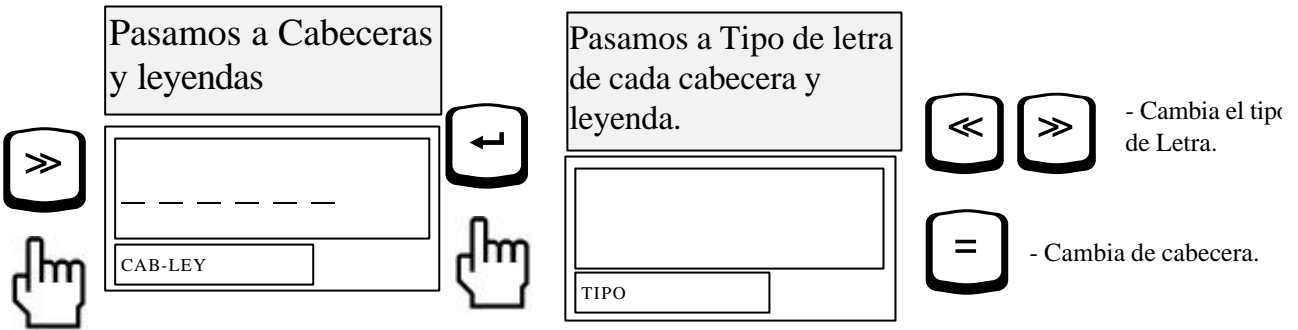 Pasamos a Cabeceras
y leyendas
≫
_ _ _ _ _ _
CAB-LEY
↵
Pasamos a Tipo de letra
de cada cabecera y
leyenda.
TIPO
≪ ≫
- Cambia el tipo
de Letra.
=
- Cambia de cabecera.